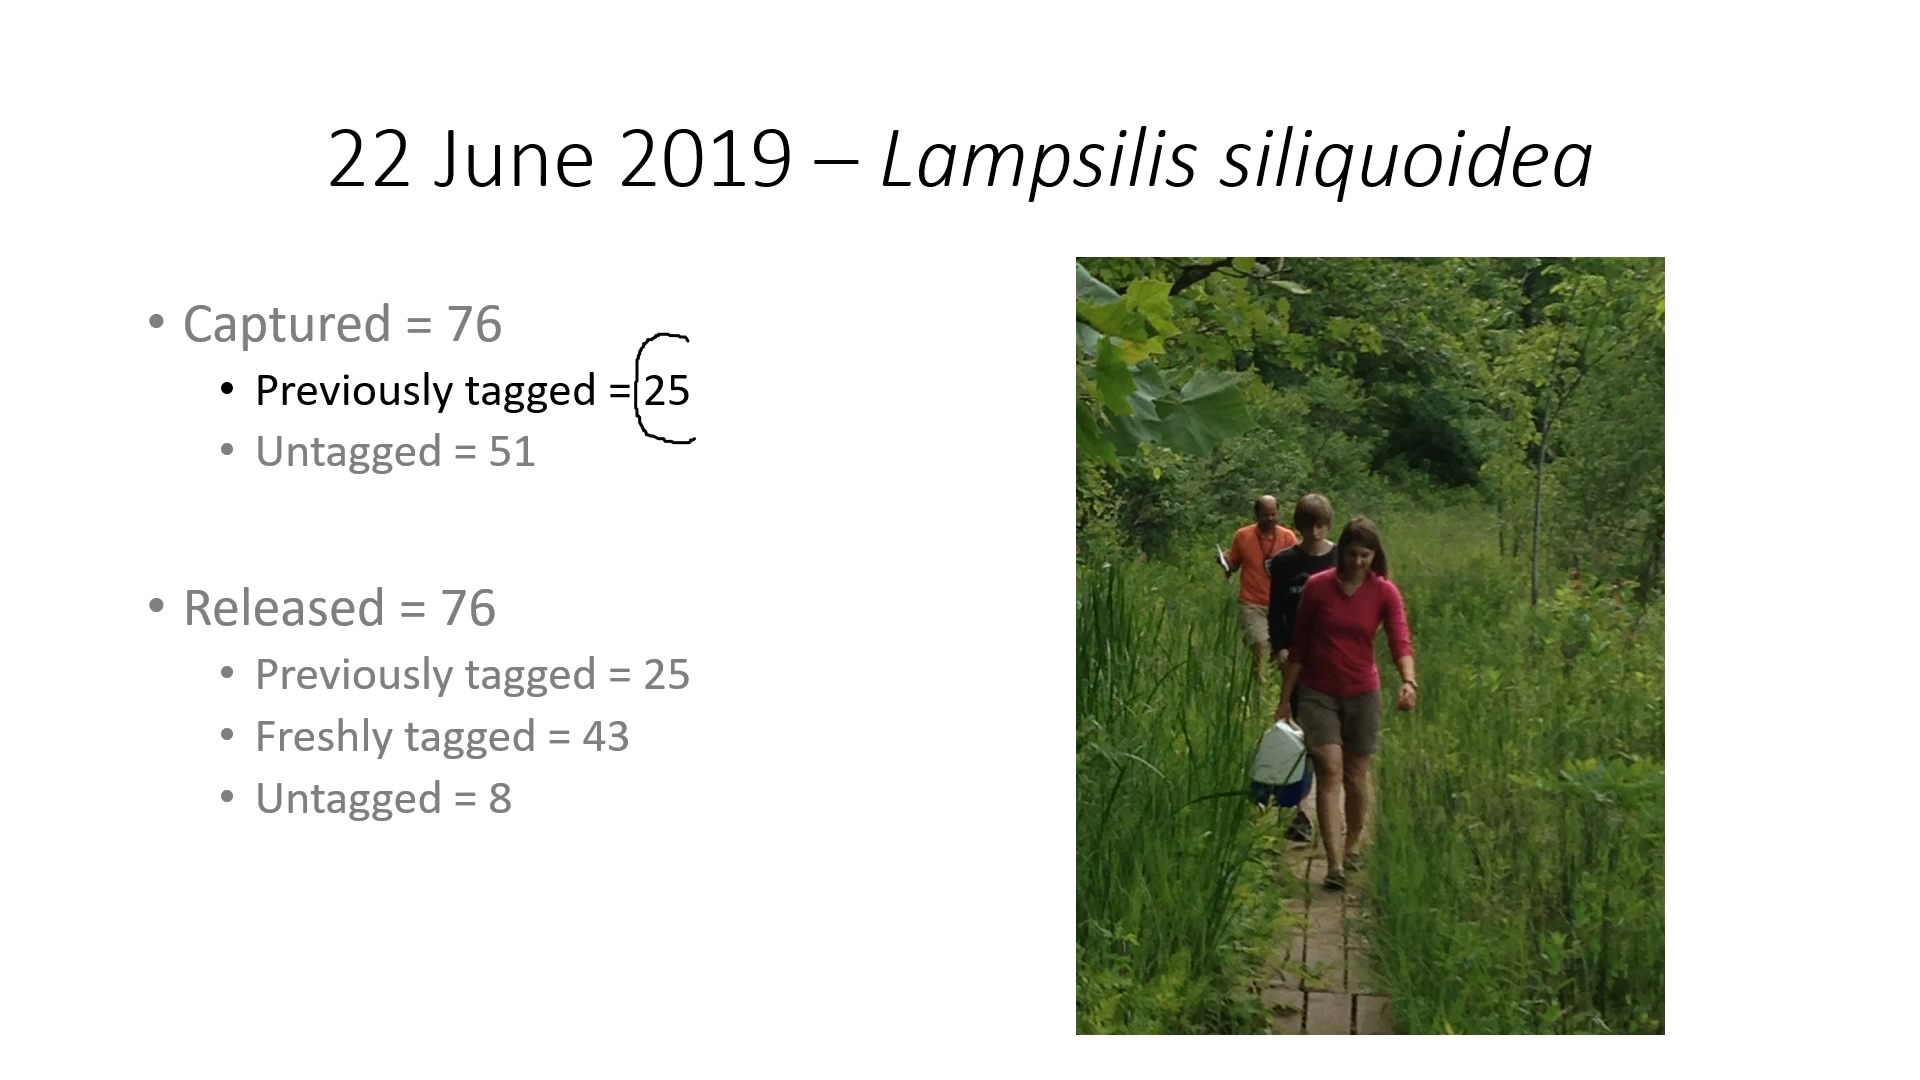 22 June 2019 – Lampsilis siliquoidea
• Captured = 76
• Previously tagged = 25
• Untagged = 51
• Released = 76
• Previously tagged = 25
• Freshly tagged = 43
• Untagged = 8